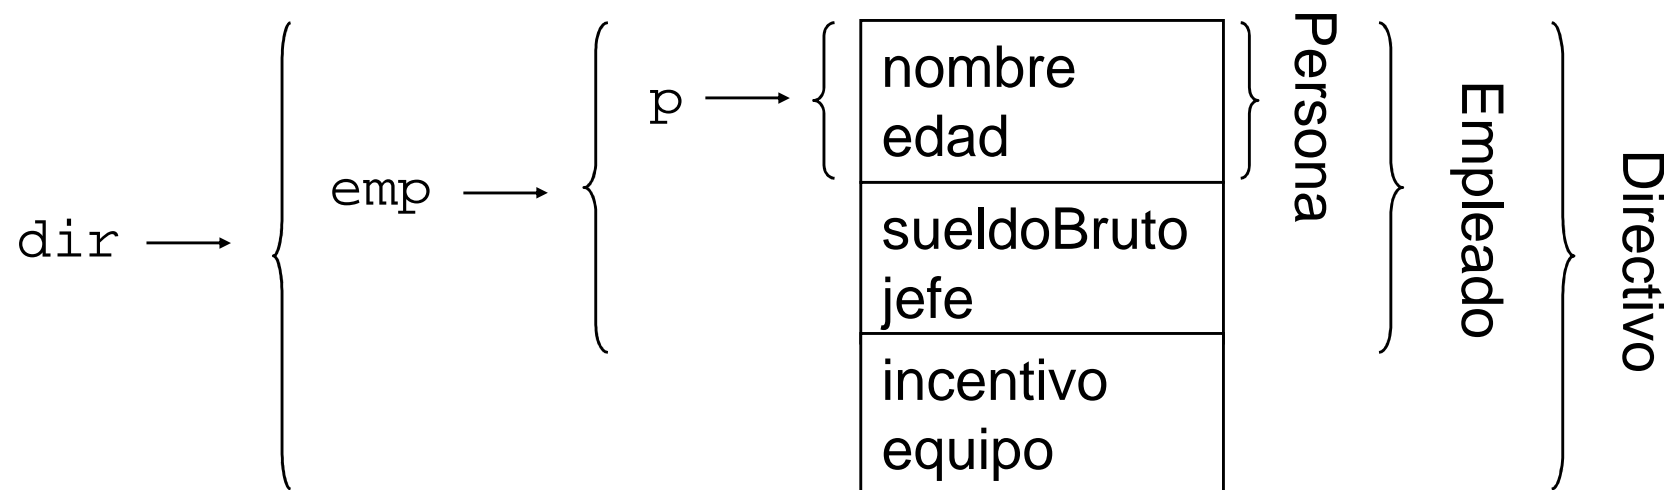 dir
emp
p
nombre
edad
sueldoBruto
jefe
incentivo
equipo
Persona
Empleado
Directivo